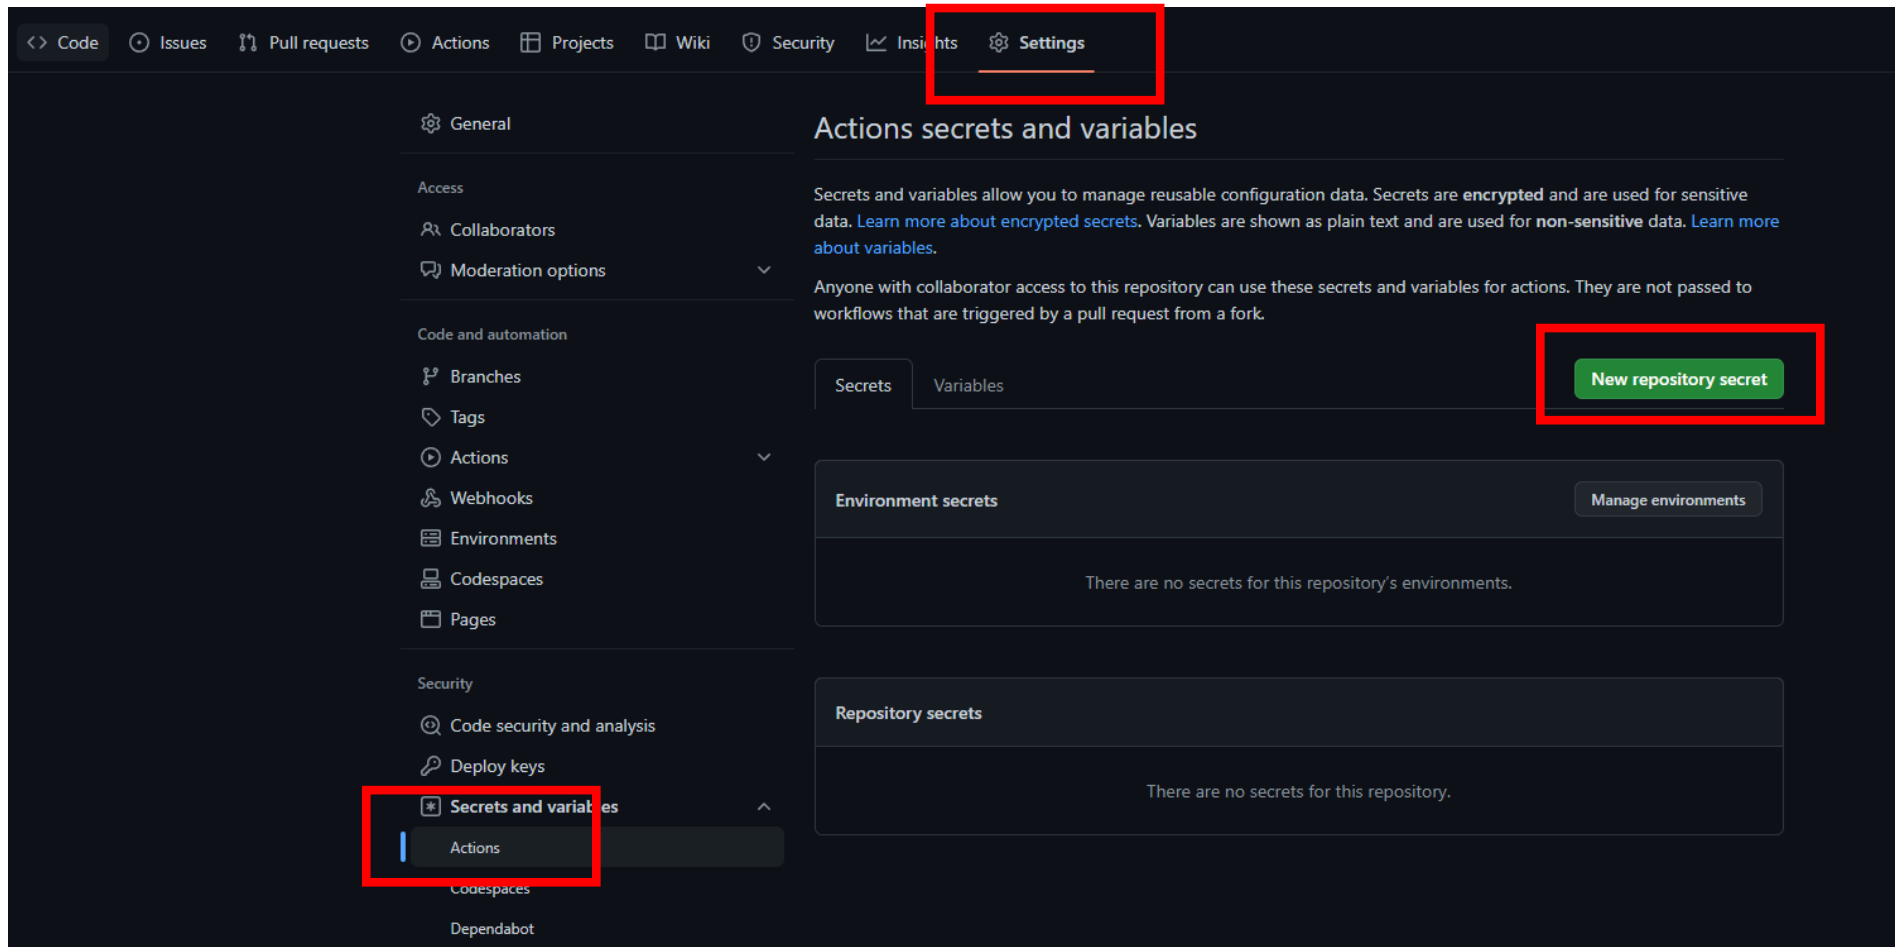 Code Issues Pull requests Actions Projects Wiki Security Insights Settings
General
Access
Collaborators
Moderation options
Code and automation
Branches
Tags
Actions
Webhooks
Environments
Codespaces
Pages
Security
Code security and analysis
Deploy keys
Secrets and variables
Actions
Codespaces
Dependabot
Actions secrets and variables
Secrets and variables allow you to manage reusable configuration data. Secrets are encrypted and are used for sensitive
data. Learn more about encrypted secrets. Variables are shown as plain text and are used for non-sensitive data. Learn more
about variables.
Anyone with collaborator access to this repository can use these secrets and variables for actions. They are not passed to
workflows that are triggered by a pull request from a fork.
Secrets Variables New repository secret
Environment secrets Manage environments
There are no secrets for this repository's environments.
Repository secrets
There are no secrets for this repository.